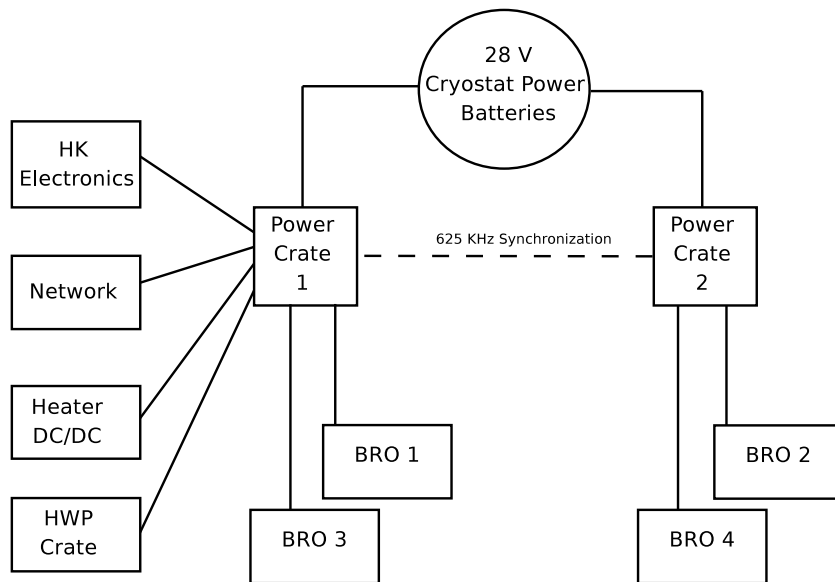 28 V
Cryostat Power
Batteries
HK
Electronics
Power
Crate
1
625 KHz Synchronization
Power
Crate
2
Network
Heater
DC/DC
BRO 1
BRO 2
HWP
Crate
BRO 3
BRO 4